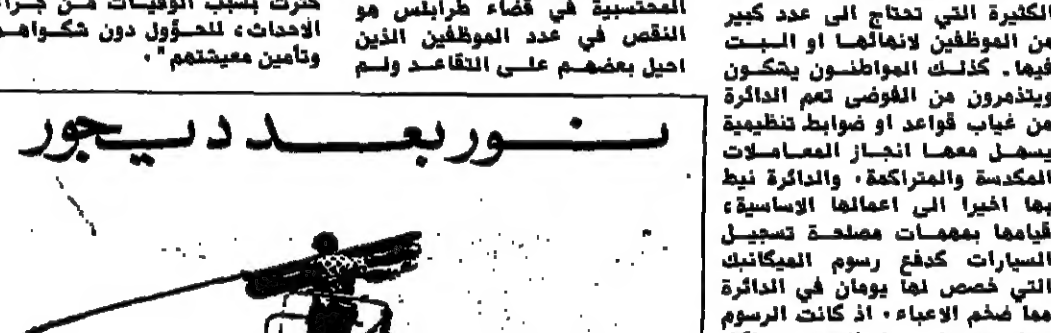 الكثيرة التي تحتاج الى عدد كبير
من الموظفين لانهائها او البت
فيها. كذلك المواطنون يشكون
ويتذمرون من الفوضى تعم الدائرة
من غياب قواعد او ضوابط تنظيمية
يسهل معها انجاز المعاملات
المكدسة والمتراكمة، والدائرة نيط
بها اخيرا الى اعمالها الاساسية،
قيامها بمهمات مصلحة تسجيل
السيارات كدفع رسوم الميكانيك
التي خصص لها يومان في الدائرة
مما ضخم الاعباء، اذ كانت الرسوم
المحتسبية في قضاء طرابلس هو
النقص في عدد الموظفين الذين
احيل بعضهم على التقاعد ولم
كثرت بسبب الوفيات من جراء
الاحداث، للحؤول دون شكواهم
وتأمين معيشتهم".
نور بعد ديجور